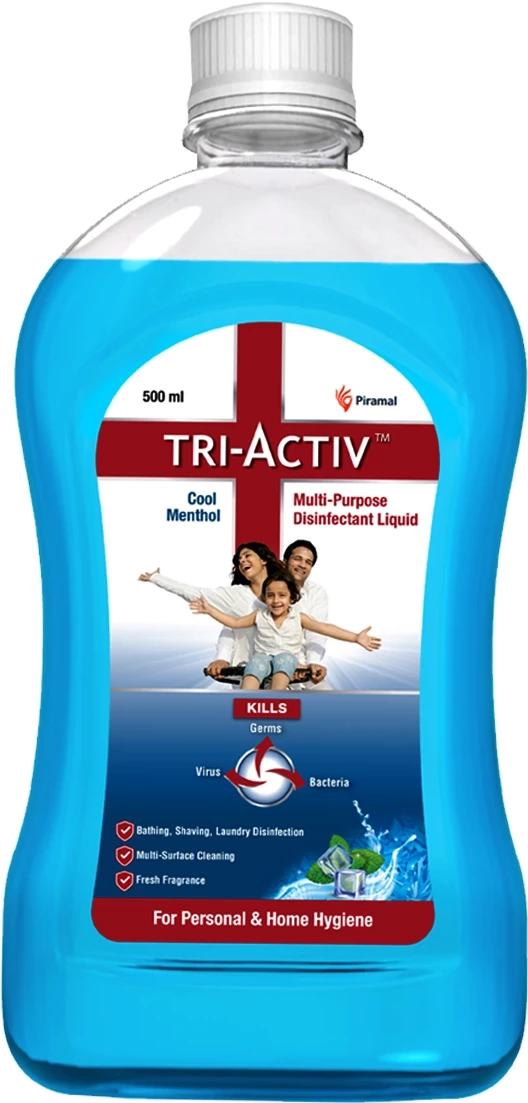 500 ml
Piramal
TRI-ACTIV™
Cool
Menthol
Multi-Purpose
Disinfectant Liquid
KILLS
Germs
Virus
Bacteria
Bathing, Shaving, Laundry Disinfection
Multi-Surface Cleaning
Fresh Fragrance
For Personal & Home Hygiene